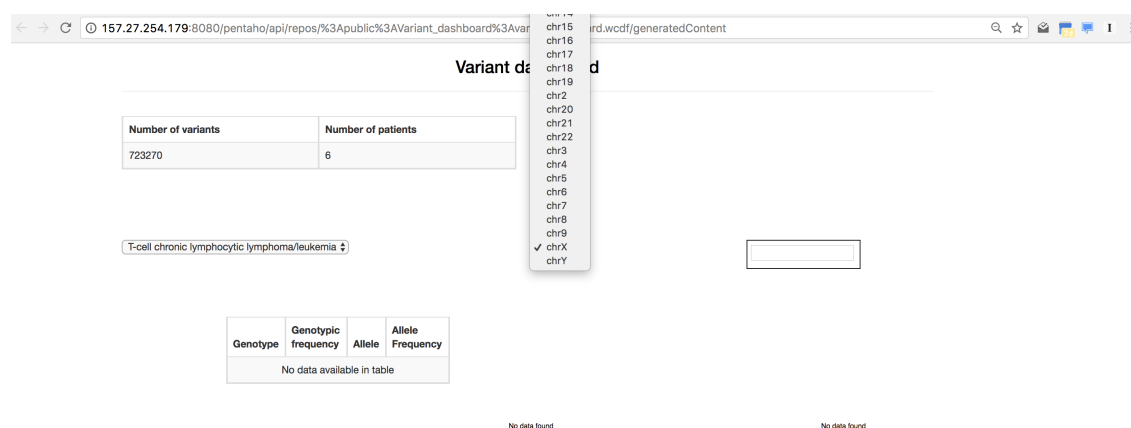 157.27.254.179:8080/pentaho/api/repos/%3Apublic%3AVariant_dashboard%3Avar rd.wcdf/generatedContent
chr15
chr16
chr17
chr18
chr19
chr2
chr20
chr21
chr22
chr3
chr4
chr5
chr6
chr7
chr8
chr9
✓ chrX
chrY
Variant da d
Number of variants Number of patients
723270 6
T-cell chronic lymphocytic lymphoma/leukemia
Genotype Genotypic frequency Allele Allele Frequency
No data available in table
No data found No data found